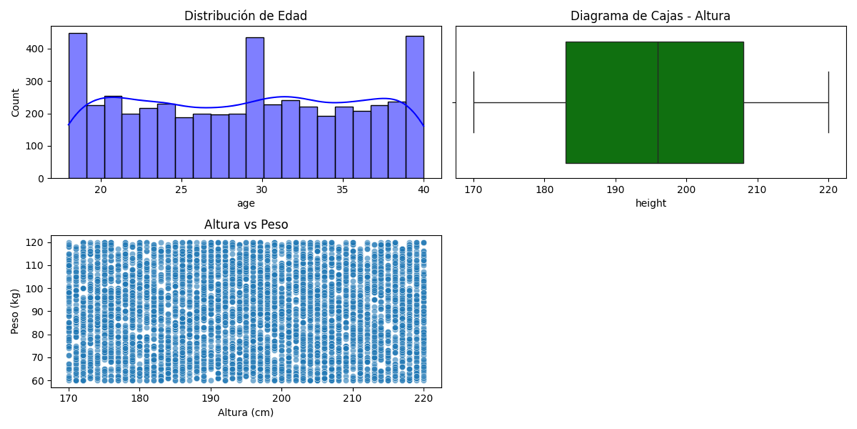 Distribución de Edad
Count
400
300
200
100
0
20 25 30 35 40
age
Diagrama de Cajas - Altura
170 180 190 200 210 220
height
Altura vs Peso
Peso (kg)
120
110
100
90
80
70
60
170 180 190 200 210 220
Altura (cm)